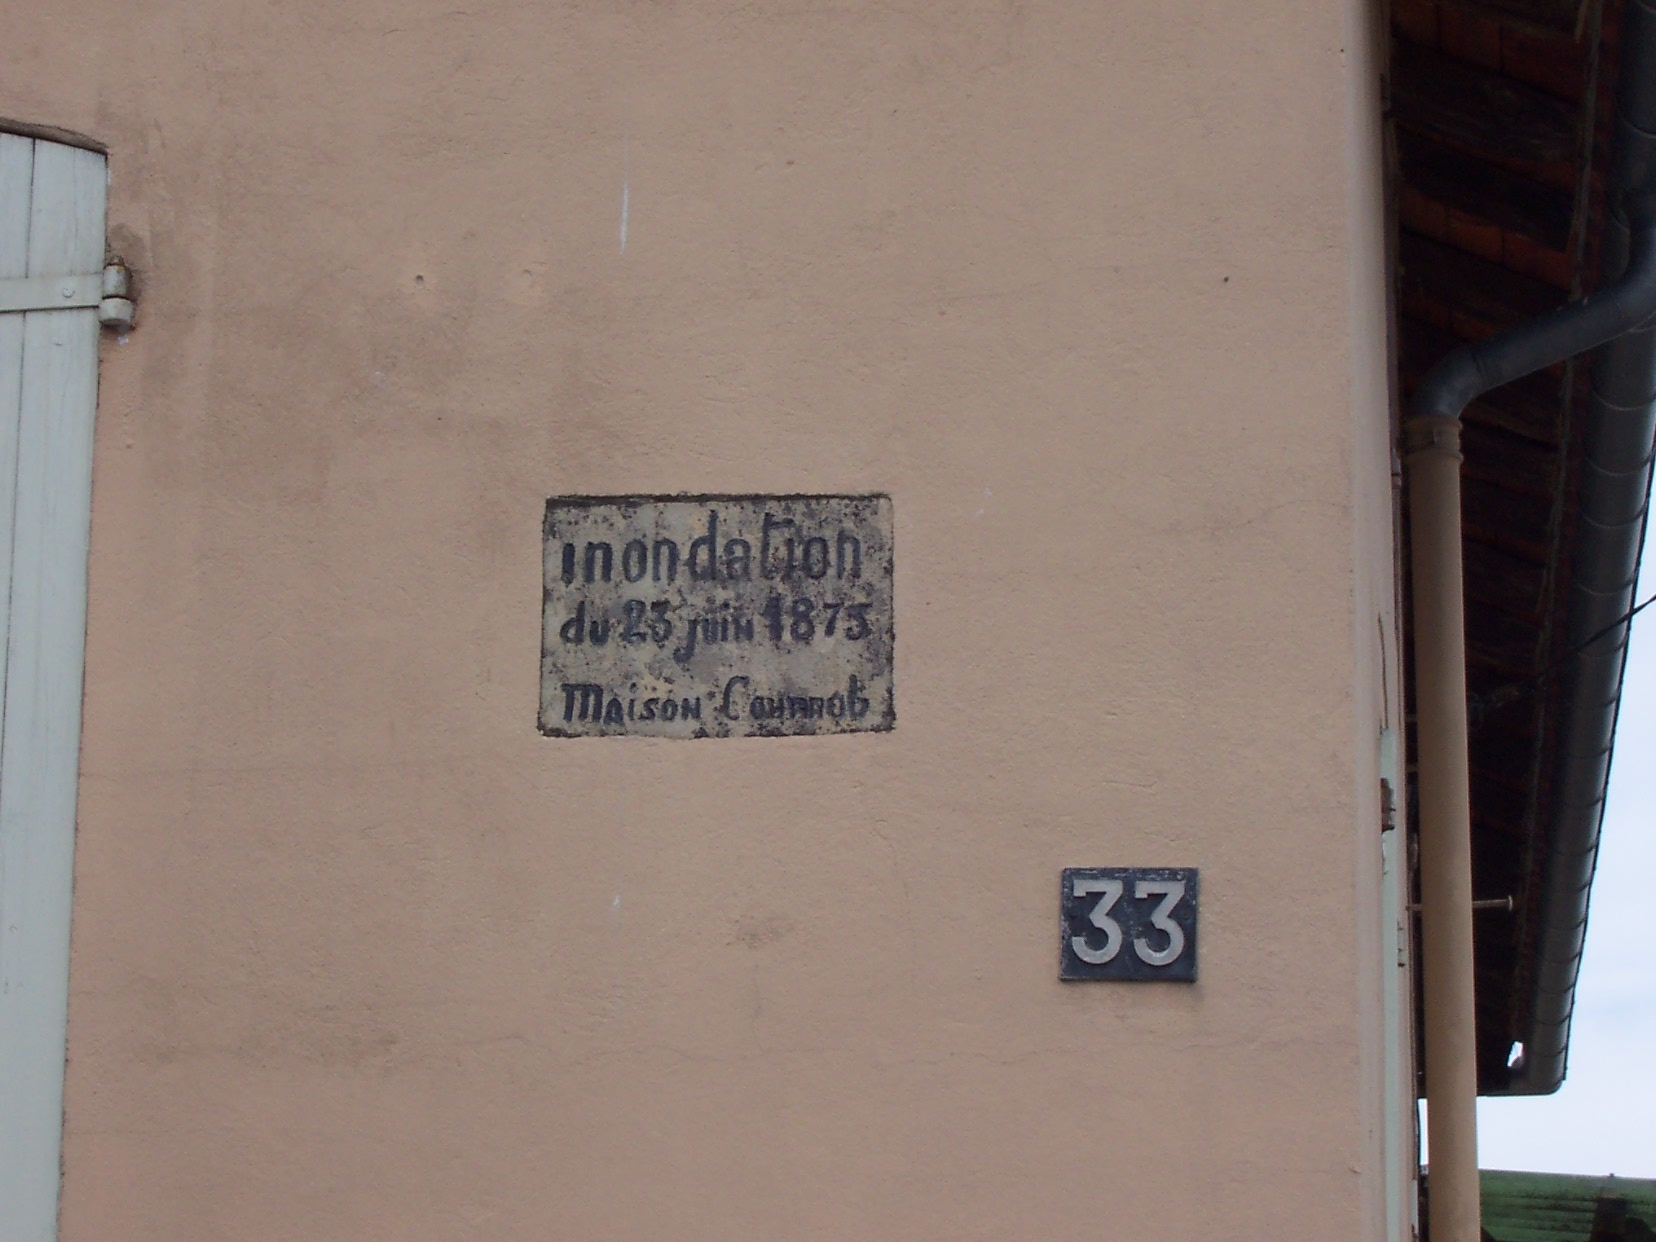 inondation
du 23 juin 1875
Maison
33